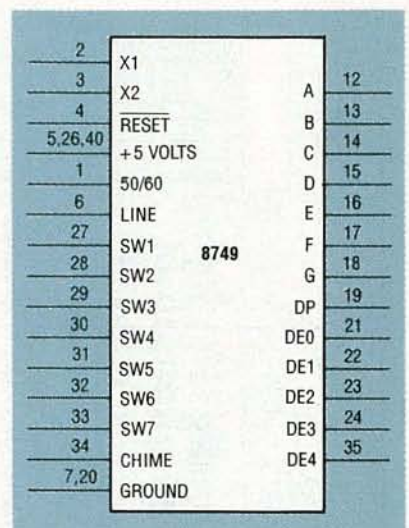 2 X1
3 X2
4 RESET
5,26,40 +5 VOLTS
1 50/60
6 LINE
27 SW1
28 SW2
29 SW3
30 SW4
31 SW5
32 SW6
33 SW7
34 CHIME
7,20 GROUND
8749
A 12
B 13
C 14
D 15
E 16
F 17
G 18
DP 19
DE0 21
DE1 22
DE2 23
DE3 24
DE4 35